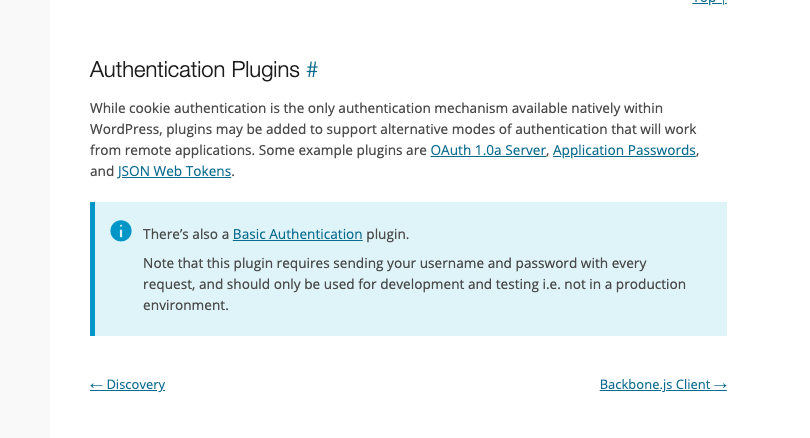 Top ↑
Authentication Plugins #
While cookie authentication is the only authentication mechanism available natively within
WordPress, plugins may be added to support alternative modes of authentication that will work
from remote applications. Some example plugins are OAuth 1.0a Server, Application Passwords,
and JSON Web Tokens.
There’s also a Basic Authentication plugin.
Note that this plugin requires sending your username and password with every
request, and should only be used for development and testing i.e. not in a production
environment.
← Discovery
Backbone.js Client →